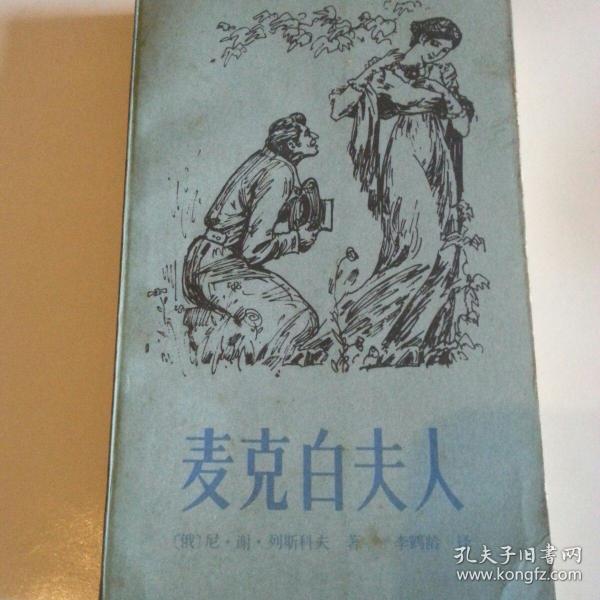 麦克白夫人
〔俄〕尼·谢·列斯科夫 著 李鹤龄 译
孔夫子旧书网
www.kongfz.com